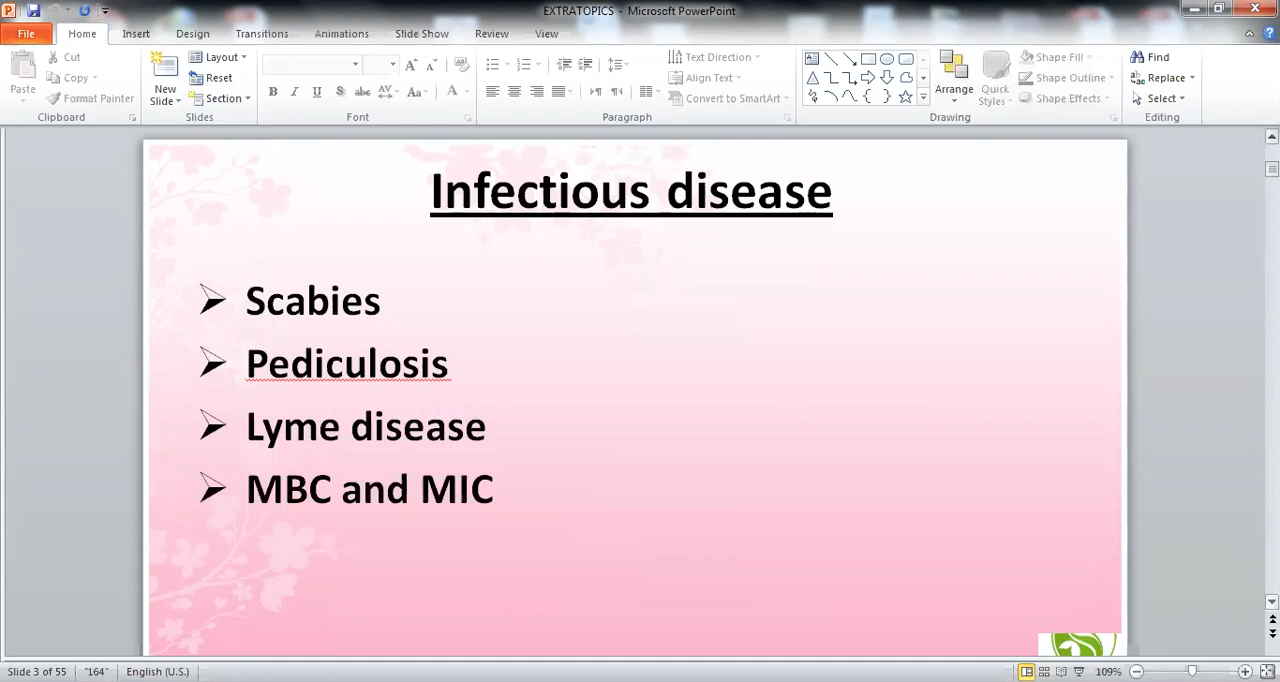 EXTRATOPICS - Microsoft PowerPoint
File Home Insert Design Transitions Animations Slide Show Review View
Paste
Cut
Copy
Format Painter
Clipboard
New
Slide
Layout
Reset
Section
Slides
B I U S abc AV Aa A
Font
Text Direction
Align Text
Convert to SmartArt
Paragraph
Arrange
Quick
Styles
Shape Fill
Shape Outline
Shape Effects
Drawing
Find
Replace
Select
Editing
Infectious disease
Scabies
Pediculosis
Lyme disease
MBC and MIC
Slide 3 of 55 "164" English (U.S.) 109%